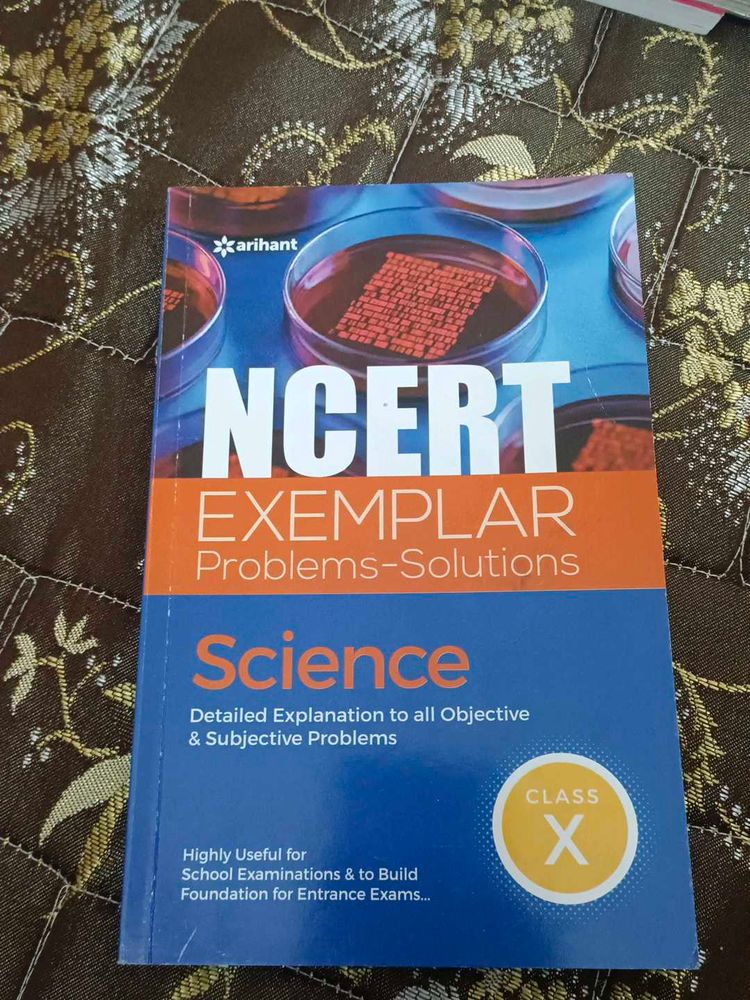 arihant
NCERT
EXEMPLAR
Problems-Solutions
Science
Detailed Explanation to all Objective
& Subjective Problems
CLASS
X
Highly Useful for
School Examinations & to Build
Foundation for Entrance Exams...